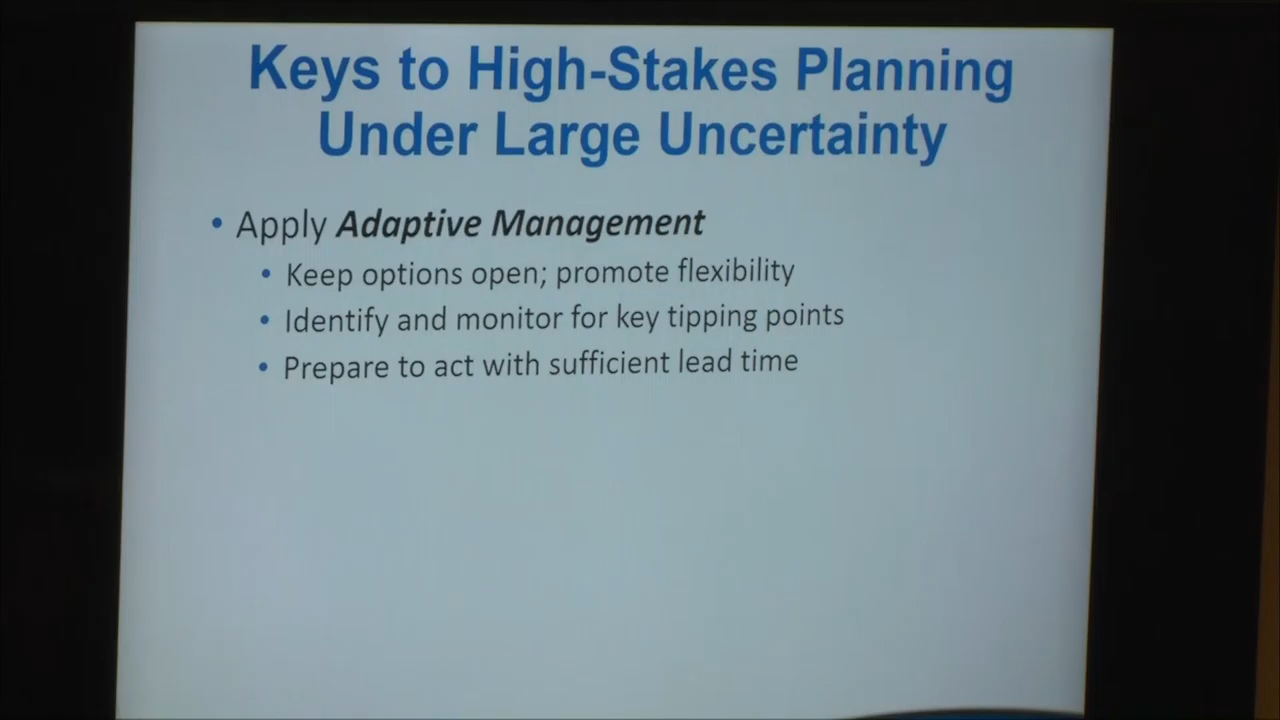 Keys to High-Stakes Planning
Under Large Uncertainty
• Apply Adaptive Management
• Keep options open; promote flexibility
• Identify and monitor for key tipping points
• Prepare to act with sufficient lead time